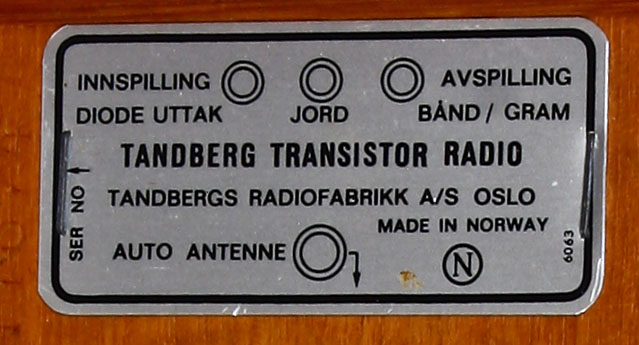 INNSPILLING AVSPILLING
DIODE UTTAK JORD BÅND / GRAM
TANDBERG TRANSISTOR RADIO
TANDBERGS RADIOFABRIKK A/S OSLO
MADE IN NORWAY
AUTO ANTENNE
N
SER NO
6063